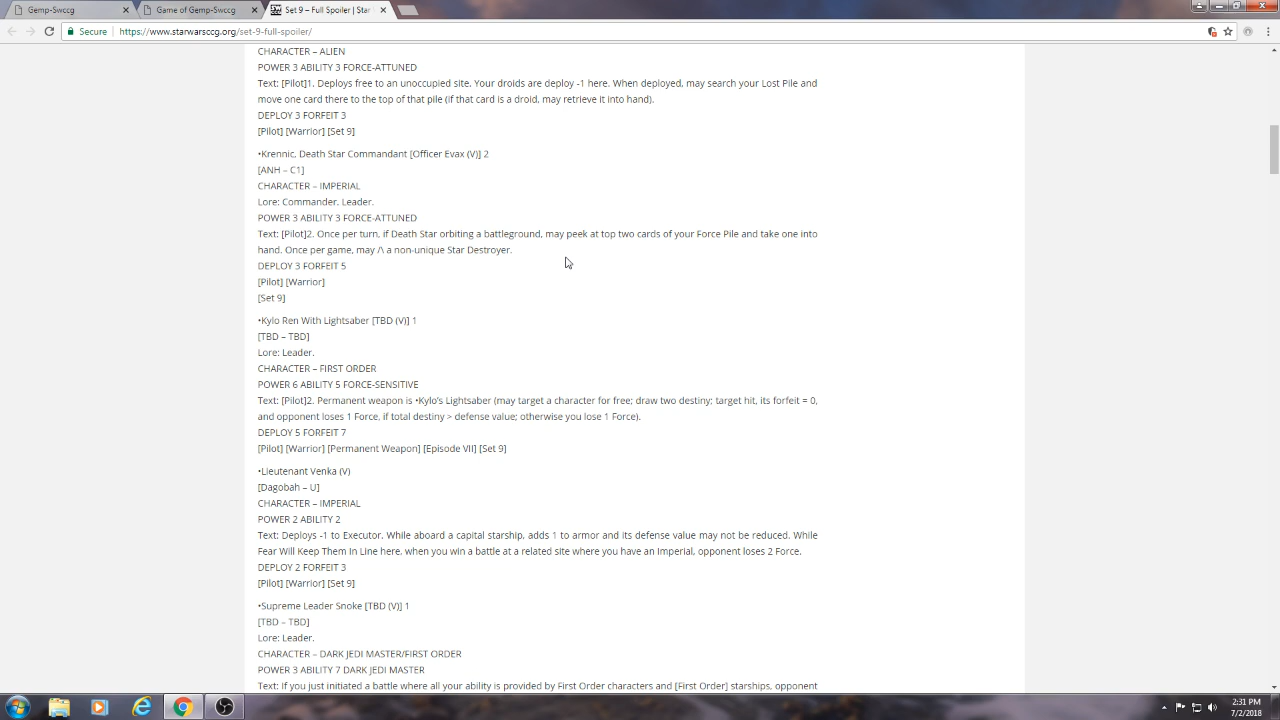 Gemp-Swccg
Game of Gemp-Swccg
Set 9 – Full Spoiler | Star
Secure
https://www.starwarsccg.org/set-9-full-spoiler/
CHARACTER – ALIEN
POWER 3 ABILITY 3 FORCE-ATTUNED
Text: [Pilot]1. Deploys free to an unoccupied site. Your droids are deploy -1 here. When deployed, may search your Lost Pile and
move one card there to the top of that pile (if that card is a droid, may retrieve it into hand).
DEPLOY 3 FORFEIT 3
[Pilot] [Warrior] [Set 9]
•Krennic, Death Star Commandant [Officer Evax (V)] 2
[ANH – C1]
CHARACTER – IMPERIAL
Lore: Commander. Leader.
POWER 3 ABILITY 3 FORCE-ATTUNED
Text: [Pilot]2. Once per turn, if Death Star orbiting a battleground, may peek at top two cards of your Force Pile and take one into
hand. Once per game, may /\ a non-unique Star Destroyer.
DEPLOY 3 FORFEIT 5
[Pilot] [Warrior]
[Set 9]
•Kylo Ren With Lightsaber [TBD (V)] 1
[TBD – TBD]
Lore: Leader.
CHARACTER – FIRST ORDER
POWER 6 ABILITY 5 FORCE-SENSITIVE
Text: [Pilot]2. Permanent weapon is •Kylo's Lightsaber (may target a character for free; draw two destiny; target hit, its forfeit = 0,
and opponent loses 1 Force, if total destiny > defense value; otherwise you lose 1 Force).
DEPLOY 5 FORFEIT 7
[Pilot] [Warrior] [Permanent Weapon] [Episode VII] [Set 9]
•Lieutenant Venka (V)
[Dagobah – U]
CHARACTER – IMPERIAL
POWER 2 ABILITY 2
Text: Deploys -1 to Executor. While aboard a capital starship, adds 1 to armor and its defense value may not be reduced. While
Fear Will Keep Them In Line here, when you win a battle at a related site where you have an Imperial, opponent loses 2 Force.
DEPLOY 2 FORFEIT 3
[Pilot] [Warrior] [Set 9]
•Supreme Leader Snoke [TBD (V)] 1
[TBD – TBD]
Lore: Leader.
CHARACTER – DARK JEDI MASTER/FIRST ORDER
POWER 3 ABILITY 7 DARK JEDI MASTER
Text: If you just initiated a battle where all your ability is provided by First Order characters and [First Order] starships, opponent
2:31 PM
7/2/2018